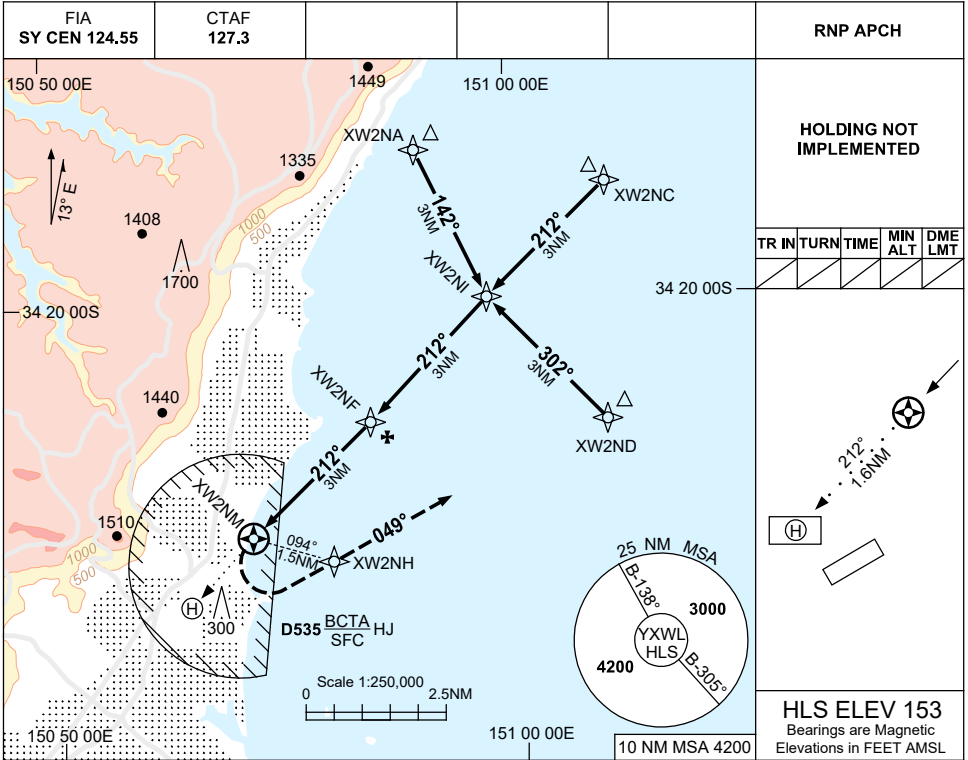 FIA
SY CEN 124.55
CTAF
127.3
RNP APCH
150 50 00E
1449
151 00 00E
HOLDING NOT
IMPLEMENTED
XW2NA
1335
XW2NC
13° E
142°
3NM
212°
3NM
1000
500
1408
1700
XW2NI
TR IN
TURN
TIME
MIN
ALT
DME
LMT
34 20 00S
34 20 00S
212°
3NM
302°
3NM
XW2NF
1440
XW2ND
212°
1.6NM
212°
3NM
XW2NM
1510
049°
094°
1.5NM
XW2NH
H
1000
500
H
300
D535 BCTA
SFC
HJ
25 NM MSA
B-138°
3000
YXWL
HLS
4200
B-305°
Scale 1:250,000
0
2.5NM
150 50 00E
151 00 00E
10 NM MSA 4200
HLS ELEV 153
Bearings are Magnetic
Elevations in FEET AMSL